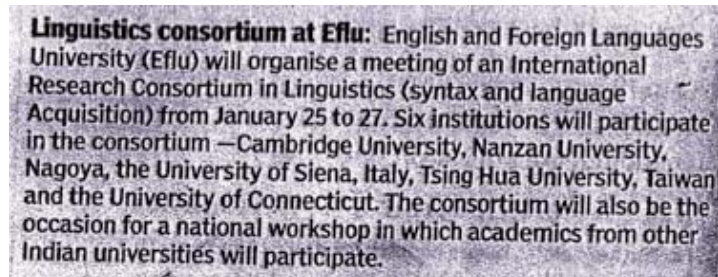 Linguistics consortium at Eflu: English and Foreign Languages
University (Eflu) will organise a meeting of an International
Research Consortium in Linguistics (syntax and language
Acquisition) from January 25 to 27. Six institutions will participate
in the consortium —Cambridge University, Nanzan University,
Nagoya, the University of Siena, Italy, Tsing Hua University, Taiwan
and the University of Connecticut. The consortium will also be the
occasion for a national workshop in which academics from other
Indian universities will participate.